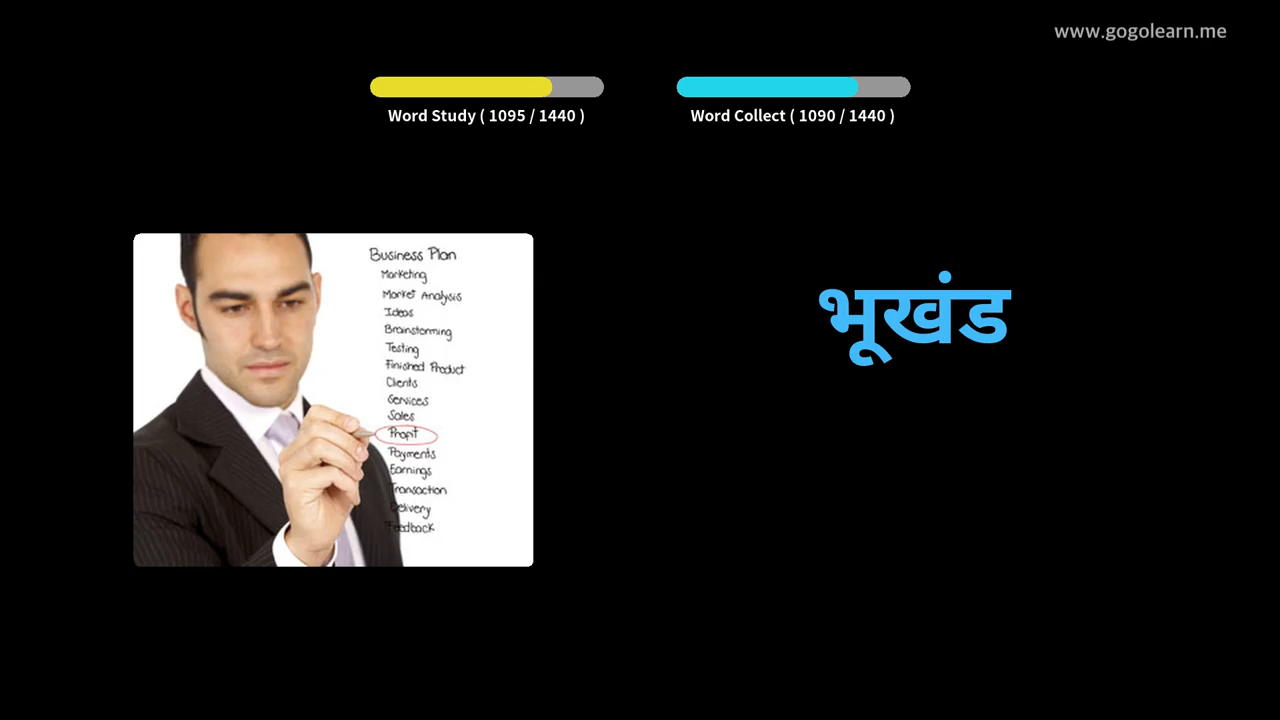 www.gogolearn.me
Word Study ( 1095 / 1440 )
Word Collect ( 1090 / 1440 )
Business Plan
Marketing
Market Analysis
Ideas
Brainstorming
Testing
Finished Product
Clients
Services
Sales
Profit
Payments
Earnings
Transaction
Delivery
Feedback
भूखंड